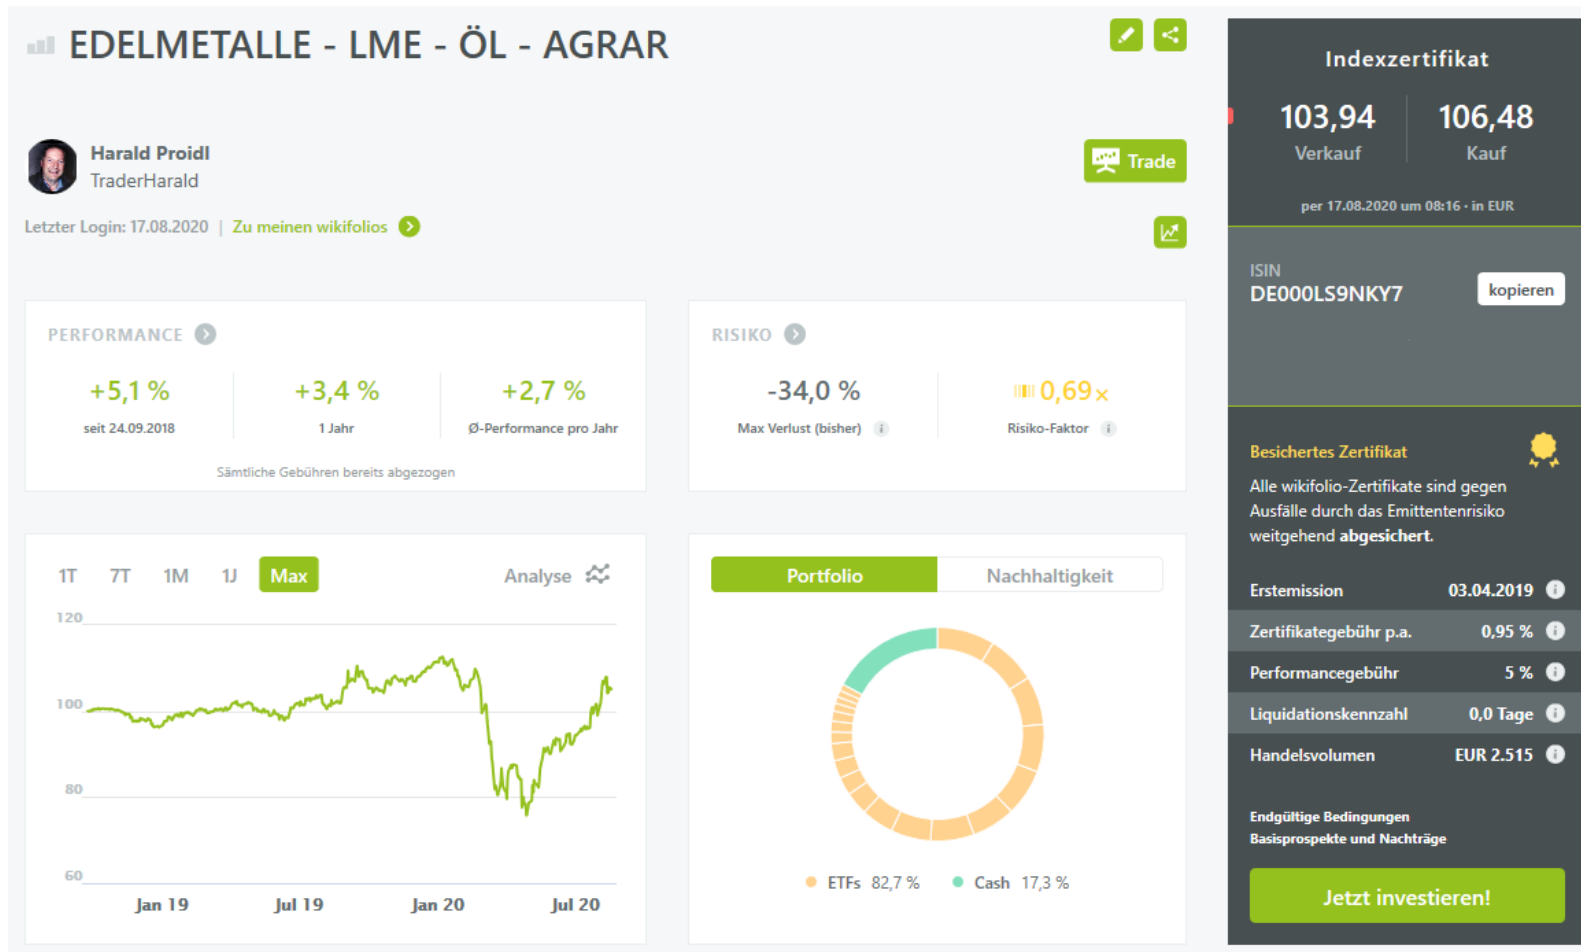 EDELMETALLE - LME - ÖL - AGRAR
Harald Proidl
TraderHarald
Trade
Letzter Login: 17.08.2020 | Zu meinen wikifolios
PERFORMANCE
+5,1 %
seit 24.09.2018
+3,4 %
1 Jahr
+2,7 %
Ø-Performance pro Jahr
Sämtliche Gebühren bereits abgezogen
RISIKO
-34,0 %
Max Verlust (bisher) i
0,69 x
Risiko-Faktor i
1T 7T 1M 1J Max
Analyse
120
100
80
60
Jan 19 Jul 19 Jan 20 Jul 20
Portfolio Nachhaltigkeit
ETFs 82,7 % Cash 17,3 %
Indexzertifikat
103,94 106,48
Verkauf Kauf
per 17.08.2020 um 08:16 · in EUR
ISIN
DE000LS9NKY7
kopieren
Besichertes Zertifikat
Alle wikifolio-Zertifikate sind gegen
Ausfälle durch das Emittentenrisiko
weitgehend abgesichert.
Erstemission 03.04.2019 i
Zertifikategebühr p.a. 0,95 % i
Performancegebühr 5 % i
Liquidationskennzahl 0,0 Tage i
Handelsvolumen EUR 2.515 i
Endgültige Bedingungen
Basisprospekte und Nachträge
Jetzt investieren!